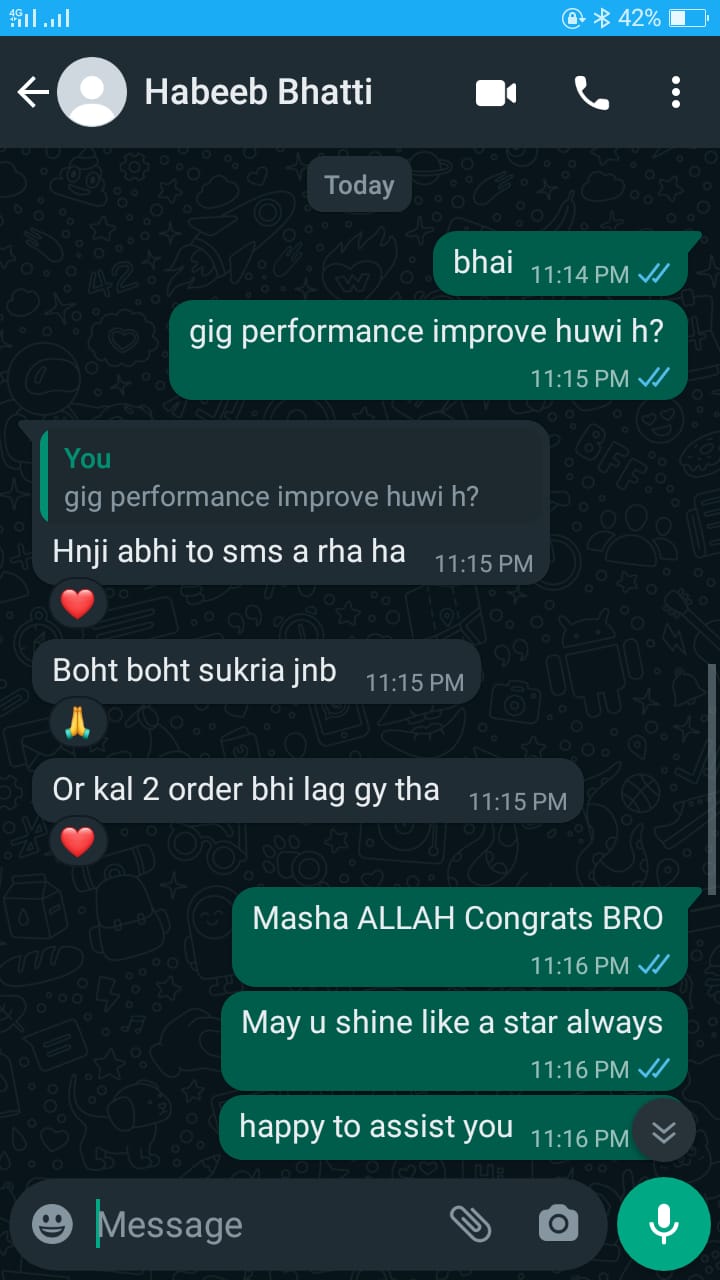 4G 42%
Habeeb Bhatti
Today
bhai 11:14 PM
gig performance improve huwi h?
11:15 PM
You
gig performance improve huwi h?
Hnji abhi to sms a rha ha 11:15 PM
Boht boht sukria jnb 11:15 PM
Or kal 2 order bhi lag gy tha 11:15 PM
Masha ALLAH Congrats BRO
11:16 PM
May u shine like a star always
11:16 PM
happy to assist you 11:16 PM
Message